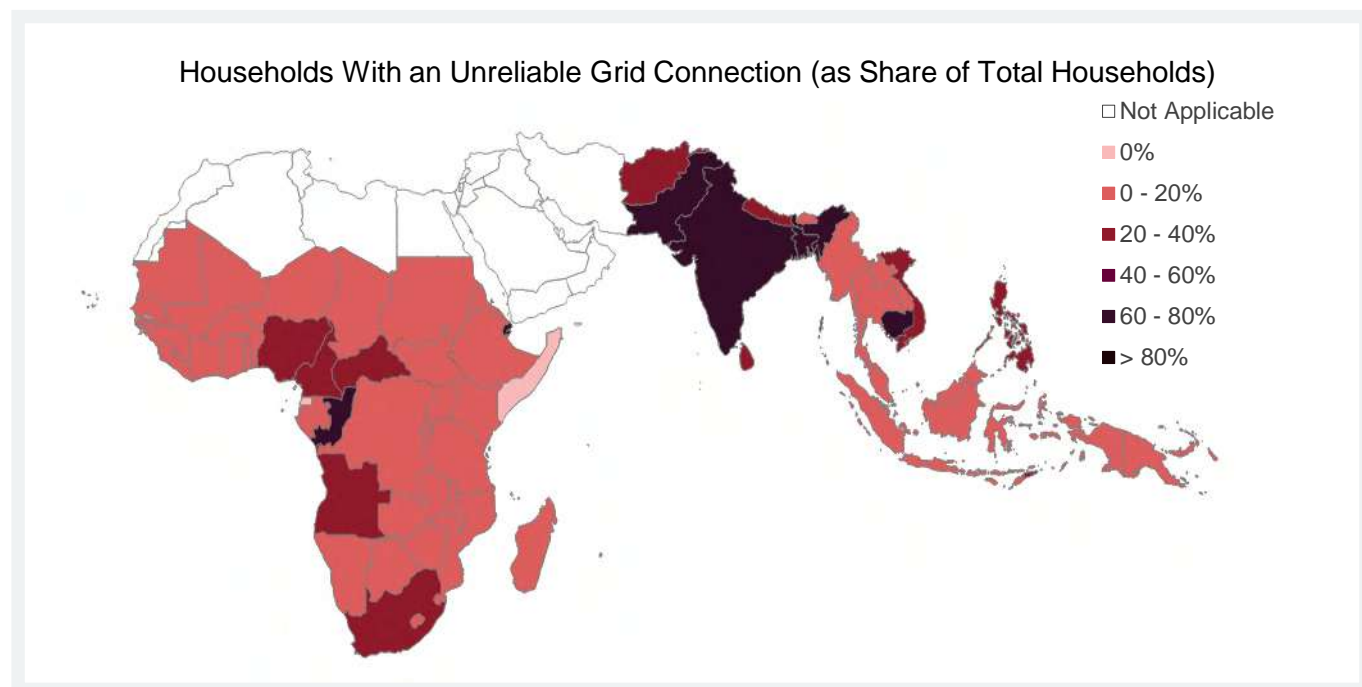 Households With an Unreliable Grid Connection (as Share of Total Households)
Not Applicable
0%
0 - 20%
20 - 40%
40 - 60%
60 - 80%
> 80%